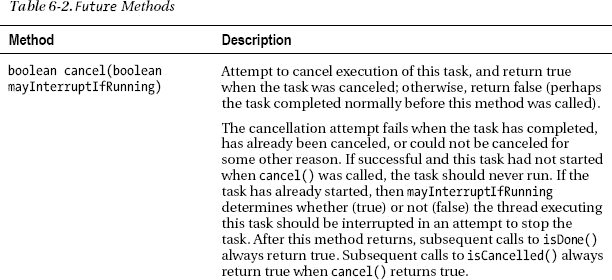 Table 6-2. Future Methods
Method Description
boolean cancel(boolean Attempt to cancel execution of this task, and return true
mayInterruptIfRunning) when the task was canceled; otherwise, return false (perhaps
the task completed normally before this method was called).
The cancellation attempt fails when the task has completed,
has already been canceled, or could not be canceled for
some other reason. If successful and this task had not started
when cancel() was called, the task should never run. If the
task has already started, then mayInterruptIfRunning
determines whether (true) or not (false) the thread executing
this task should be interrupted in an attempt to stop the
task. After this method returns, subsequent calls to isDone()
always return true. Subsequent calls to isCancelled() always
return true when cancel() returns true.